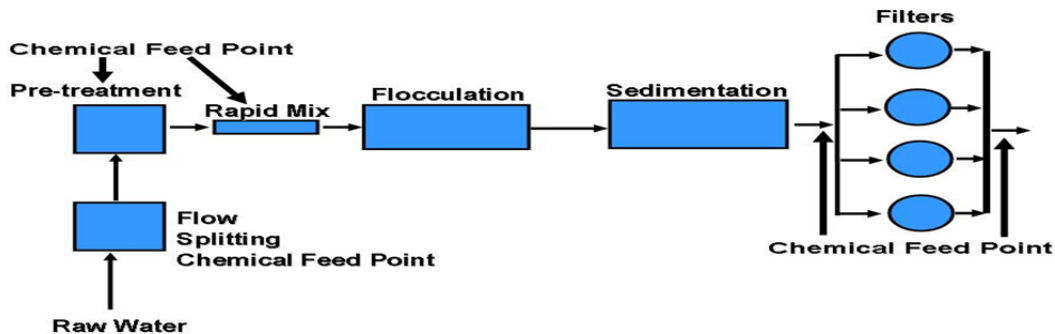 Filters
Chemical Feed Point
Pre-treatment
Rapid Mix
Flocculation
Sedimentation
Flow
Splitting
Chemical Feed Point
Chemical Feed Point
Raw Water